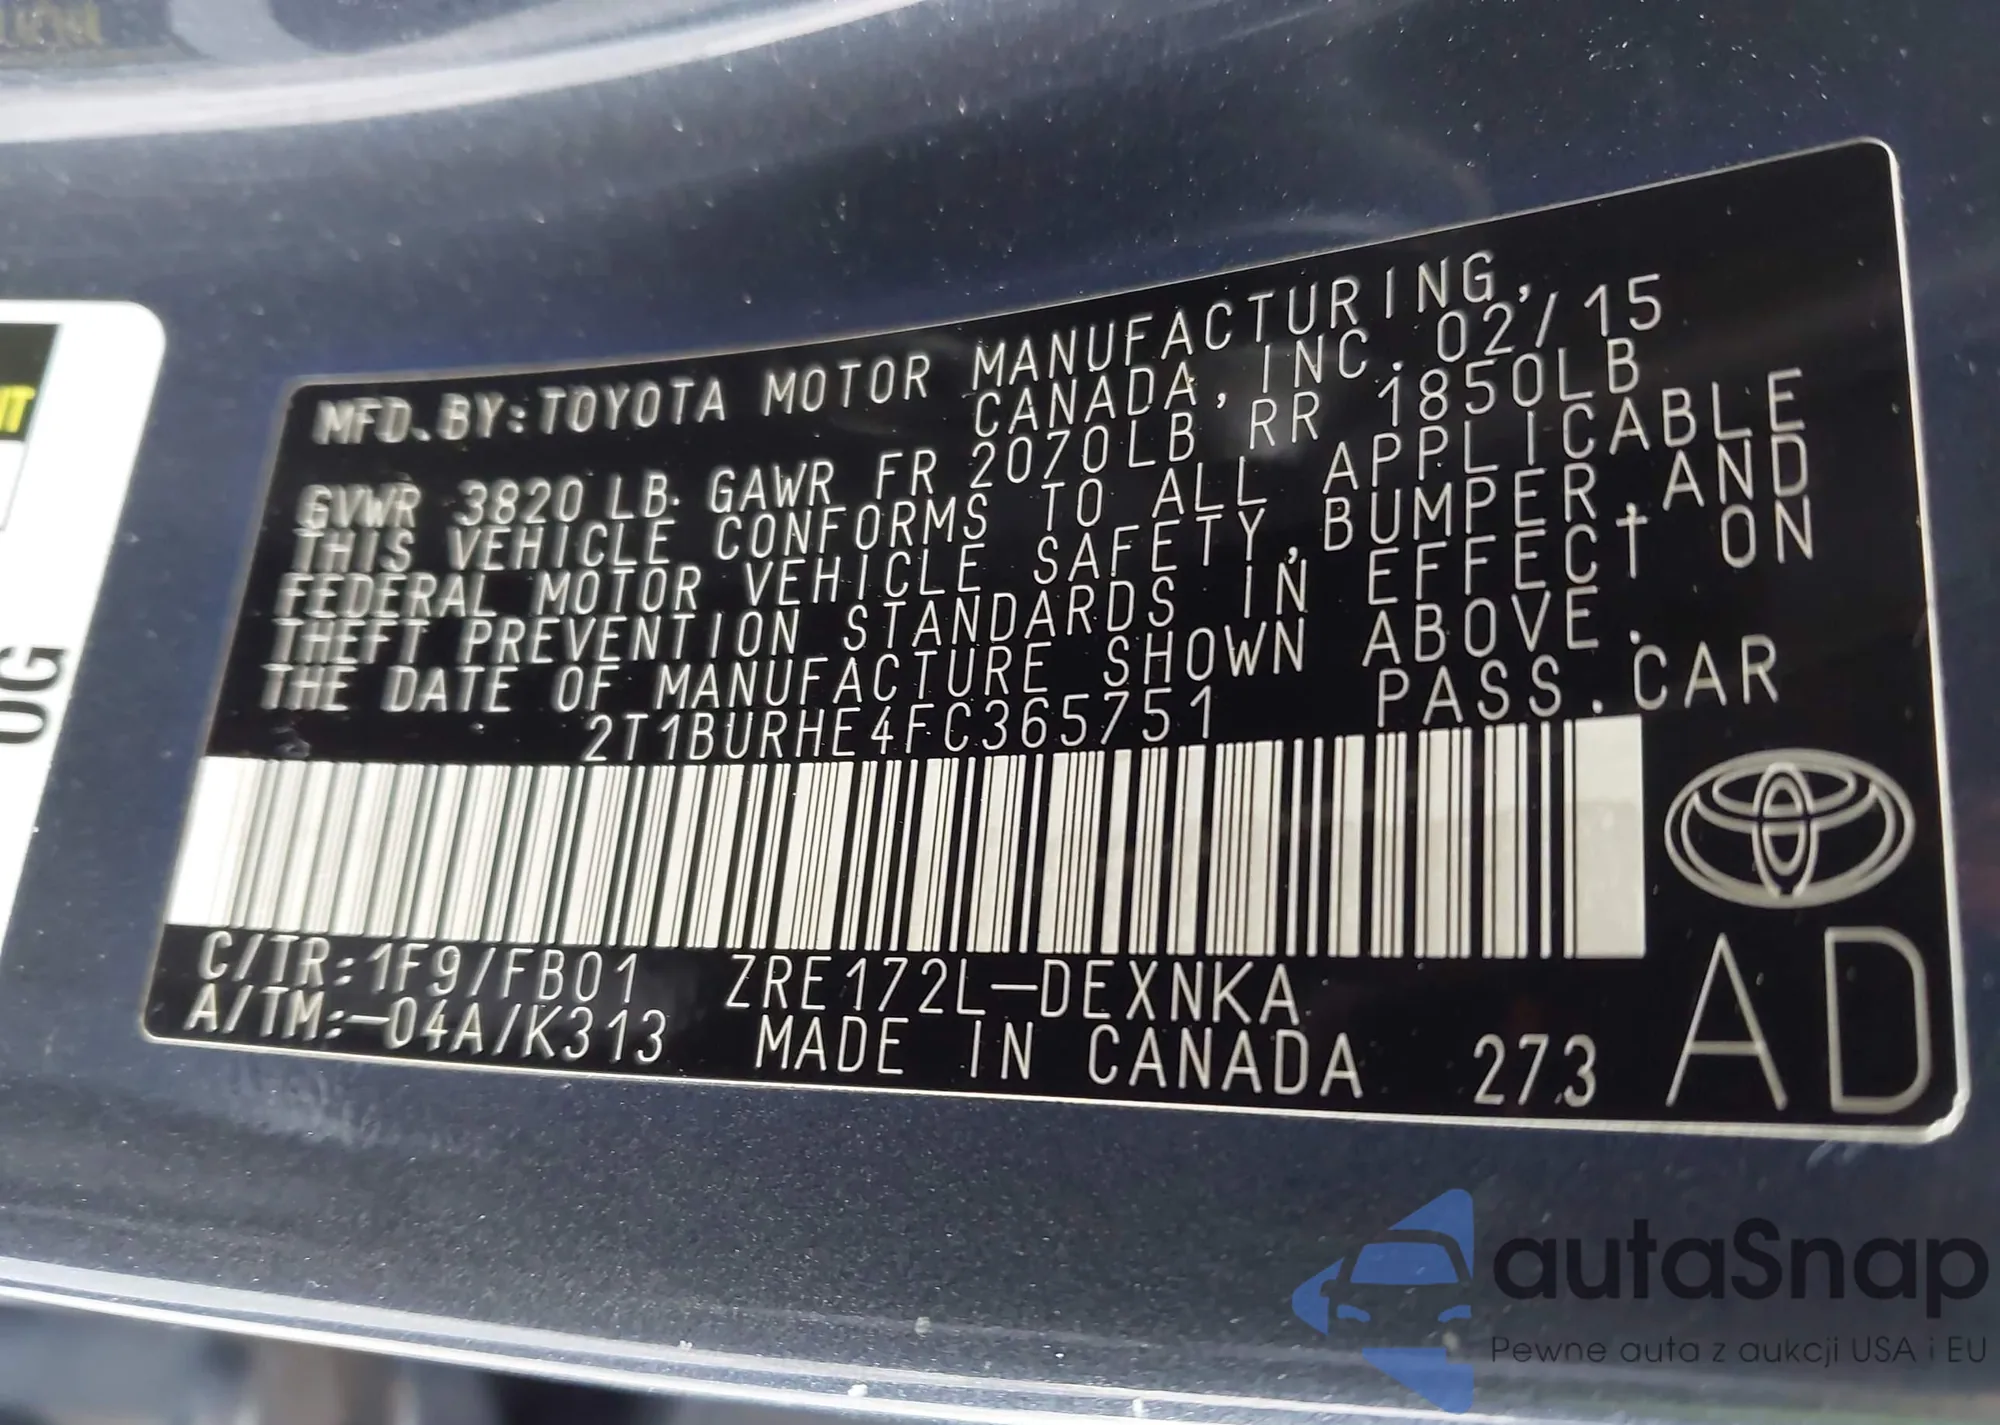 MFD.BY:TOYOTA MOTOR MANUFACTURING,
CANADA, INC. 02/15
GVWR 3820 LB. GAWR FR 2070LB RR 1850LB
THIS VEHICLE CONFORMS TO ALL APPLICABLE
FEDERAL MOTOR VEHICLE SAFETY,BUMPER,AND
THEFT PREVENTION STANDARDS IN EFFECT ON
THE DATE OF MANUFACTURE SHOWN ABOVE.
2T1BURHE4FC365751 PASS.CAR
C/TR:1F9/FB01 ZRE172L-DEXNKA
A/TM:-04A/K313 MADE IN CANADA 273
AD
OG
autaSnap
Pewne auta z aukcji USA i EU